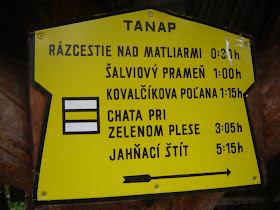 TANAP
RÁZCESTIE NAD MATLIARMI 0:31h
ŠALVIOVÝ PRAMEŇ 1:00h
KOVALČÍKOVA POĽANA 1:15h
CHATA PRI
ZELENOM PLESE 3:05h
JAHŇACÍ ŠTÍT 5:15h